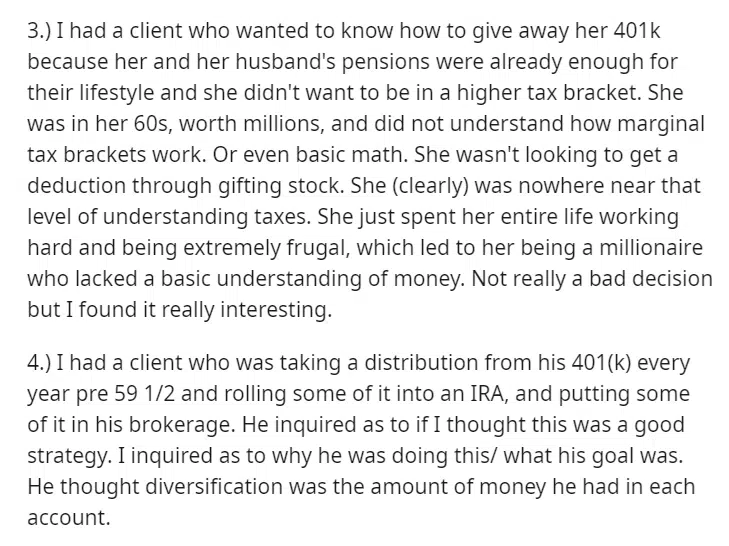 3.) I had a client who wanted to know how to give away her 401k
because her and her husband's pensions were already enough for
their lifestyle and she didn't want to be in a higher tax bracket. She
was in her 60s, worth millions, and did not understand how marginal
tax brackets work. Or even basic math. She wasn't looking to get a
deduction through gifting stock. She (clearly) was nowhere near that
level of understanding taxes. She just spent her entire life working
hard and being extremely frugal, which led to her being a millionaire
who lacked a basic understanding of money. Not really a bad decision
but I found it really interesting.
4.) I had a client who was taking a distribution from his 401(k) every
year pre 59 1/2 and rolling some of it into an IRA, and putting some
of it in his brokerage. He inquired as to if I thought this was a good
strategy. I inquired as to why he was doing this/ what his goal was.
He thought diversification was the amount of money he had in each
account.